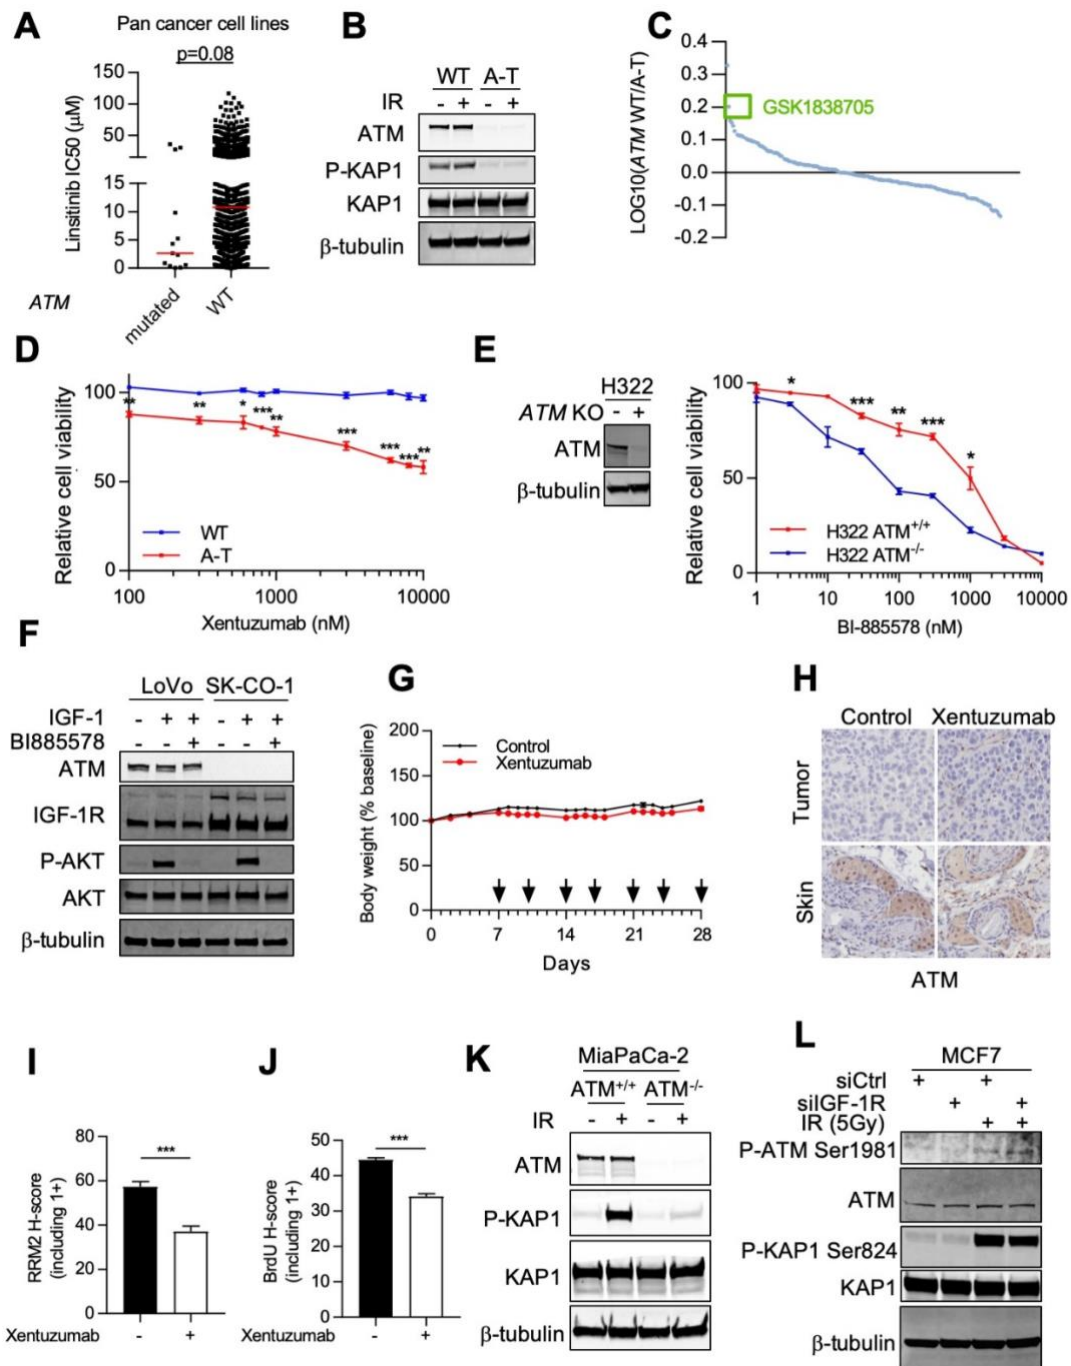 A
Pan cancer cell lines
p=0.08
Linsitinib IC50 (µM)
150
100
50
15
10
5
0
ATM
mutated
WT
B
WT A-T
IR - + - +
ATM
P-KAP1
KAP1
β-tubulin
C
LOG10(ATM WT/A-T)
0.4
0.3
0.2
0.1
0.0
-0.1
-0.2
GSK1838705
D
Relative cell viability
100
50
0
** ** * *** ** *** *** *** **
WT
A-T
100 1000 10000
Xentuzumab (nM)
E
H322
ATM KO - +
ATM
β-tubulin
Relative cell viability
100
50
0
* *** ** *** *
H322 ATM+/+
H322 ATM-/-
1 10 100 1000 10000
BI-885578 (nM)
F
LoVo SK-CO-1
IGF-1 - + + - + +
BI885578 - - + - - +
ATM
IGF-1R
P-AKT
AKT
β-tubulin
G
Body weight (% baseline)
200
150
100
50
0
Control
Xentuzumab
0 7 14 21 28
Days
H
Control Xentuzumab
Tumor
Skin
ATM
I
RRM2 H-score
(including 1+)
80
60
40
20
0
***
Xentuzumab - +
J
BrdU H-score
(including 1+)
50
40
30
20
10
0
***
Xentuzumab - +
K
MiaPaCa-2
ATM+/+ ATM-/-
IR - + - +
ATM
P-KAP1
KAP1
β-tubulin
L
MCF7
siCtrl + +
siIGF-1R + +
IR (5Gy) + +
P-ATM Ser1981
ATM
P-KAP1 Ser824
KAP1
β-tubulin